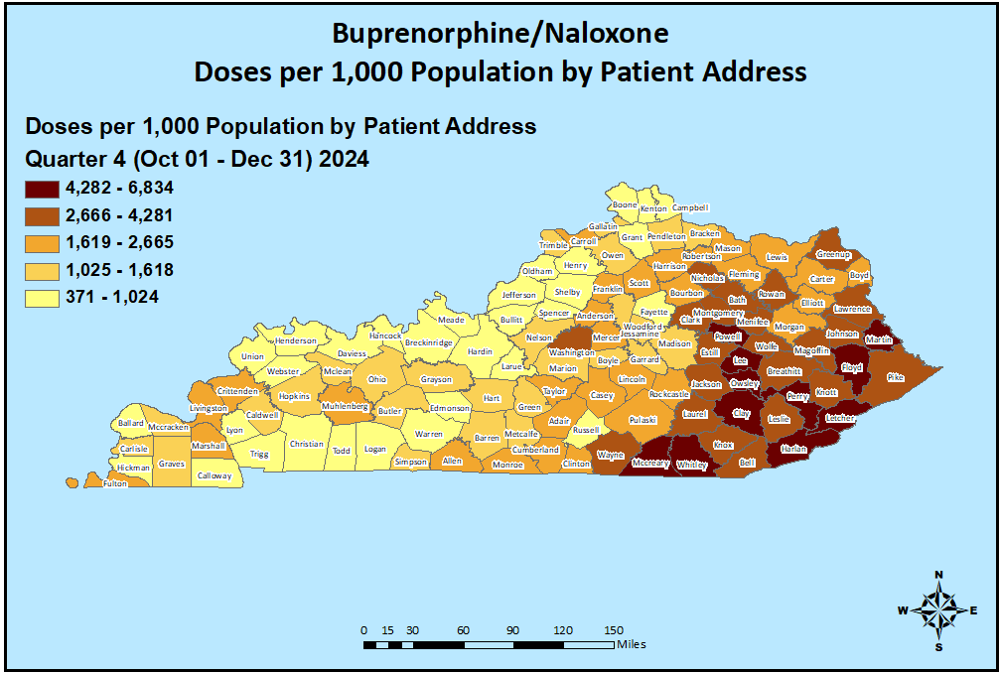 Buprenorphine/Naloxone
Doses per 1,000 Population by Patient Address
Doses per 1,000 Population by Patient Address
Quarter 4 (Oct 01 - Dec 31) 2024
4,282 - 6,834
2,666 - 4,281
1,619 - 2,665
1,025 - 1,618
371 - 1,024
Boone
Kenton
Campbell
Gallatin
Trimble
Carroll
Grant
Pendleton
Bracken
Mason
Owen
Robertson
Lewis
Greenup
Oldham
Henry
Harrison
Nicholas
Fleming
Carter
Boyd
Jefferson
Shelby
Franklin
Scott
Bourbon
Bath
Rowan
Elliott
Lawrence
Bullitt
Spencer
Anderson
Fayette
Clark
Montgomery
Menifee
Morgan
Johnson
Martin
Meade
Nelson
Mercer
Woodford
Jessamine
Madison
Powell
Wolfe
Magoffin
Floyd
Pike
Henderson
Hancock
Daviess
Breckinridge
Hardin
Larue
Washington
Marion
Boyle
Garrard
Estill
Lee
Breathitt
Union
Webster
Mclean
Ohio
Grayson
Hart
Taylor
Casey
Lincoln
Rockcastle
Jackson
Owsley
Perry
Knott
Letcher
Crittenden
Livingston
Hopkins
Muhlenberg
Butler
Edmonson
Green
Adair
Russell
Pulaski
Laurel
Clay
Leslie
Harlan
Ballard
Mccracken
Lyon
Caldwell
Christian
Todd
Logan
Warren
Barren
Metcalfe
Cumberland
Wayne
Knox
Bell
Carlisle
Graves
Marshall
Trigg
Simpson
Allen
Monroe
Clinton
Mccreary
Whitley
Hickman
Fulton
Calloway
N
W
E
S
0 15 30 60 90 120 150
Miles